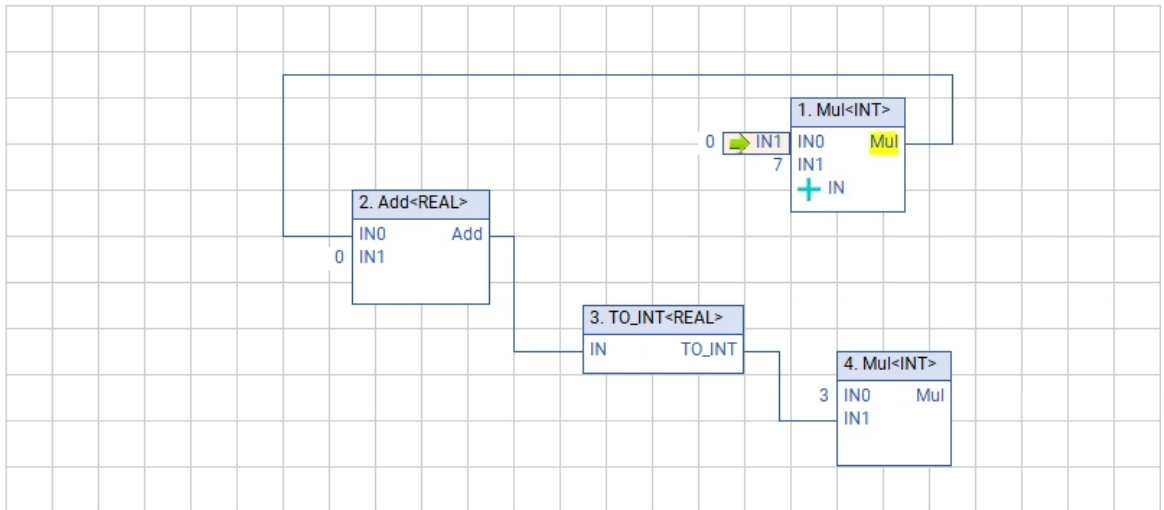 1. Mul<INT>
0 IN1 IN0 Mul
7 IN1
IN
2. Add<REAL>
IN0 Add
0 IN1
3. TO_INT<REAL>
IN TO_INT
4. Mul<INT>
3 IN0 Mul
IN1